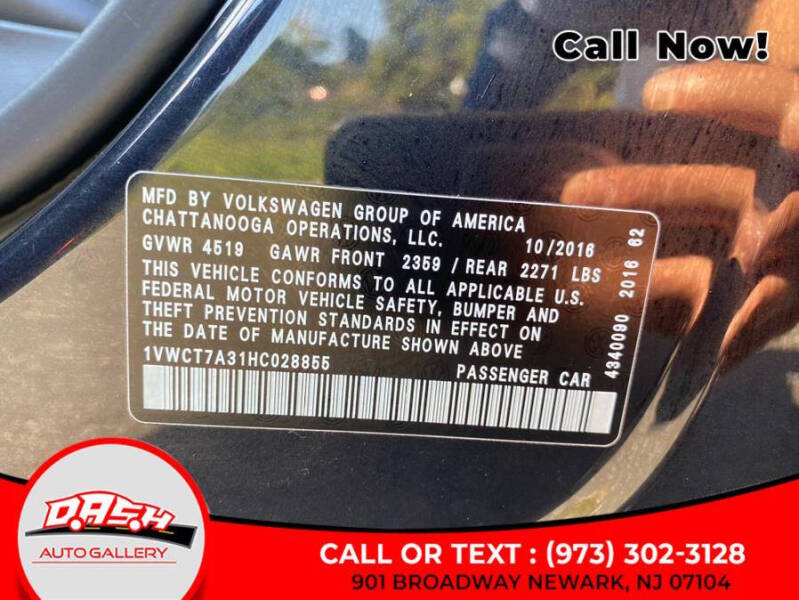 Call Now!
MFD BY VOLKSWAGEN GROUP OF AMERICA
CHATTANOOGA OPERATIONS, LLC. 10/2016
GVWR 4519 GAWR FRONT 2359 / REAR 2271 LBS
THIS VEHICLE CONFORMS TO ALL APPLICABLE U.S.
FEDERAL MOTOR VEHICLE SAFETY, BUMPER AND
THEFT PREVENTION STANDARDS IN EFFECT ON
THE DATE OF MANUFACTURE SHOWN ABOVE
1VWCT7A31HC028855 PASSENGER CAR
4340090 2016 62
D.A.S.H
AUTO GALLERY
CALL OR TEXT : (973) 302-3128
901 BROADWAY NEWARK, NJ 07104